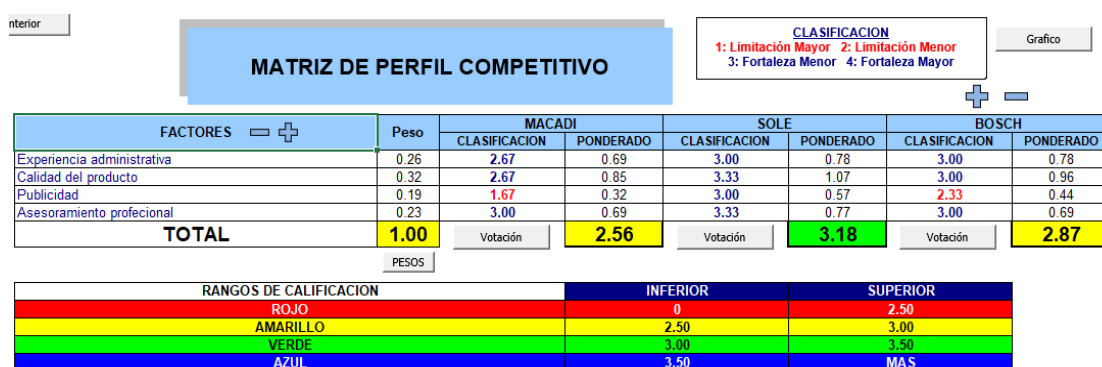 nterior
CLASIFICACION
1: Limitación Mayor 2: Limitación Menor
3: Fortaleza Menor 4: Fortaleza Mayor
Grafico
MATRIZ DE PERFIL COMPETITIVO
FACTORES Peso MACADI SOLE BOSCH
CLASIFICACION PONDERADO CLASIFICACION PONDERADO CLASIFICACION PONDERADO
Experiencia administrativa 0.26 2.67 0.69 3.00 0.78 3.00 0.78
Calidad del producto 0.32 2.67 0.85 3.33 1.07 3.00 0.96
Publicidad 0.19 1.67 0.32 3.00 0.57 2.33 0.44
Asesoramiento profecional 0.23 3.00 0.69 3.33 0.77 3.00 0.69
TOTAL 1.00 Votación 2.56 Votación 3.18 Votación 2.87
PESOS
RANGOS DE CALIFICACION INFERIOR SUPERIOR
ROJO 0 2.50
AMARILLO 2.50 3.00
VERDE 3.00 3.50
AZUL 3.50 MAS